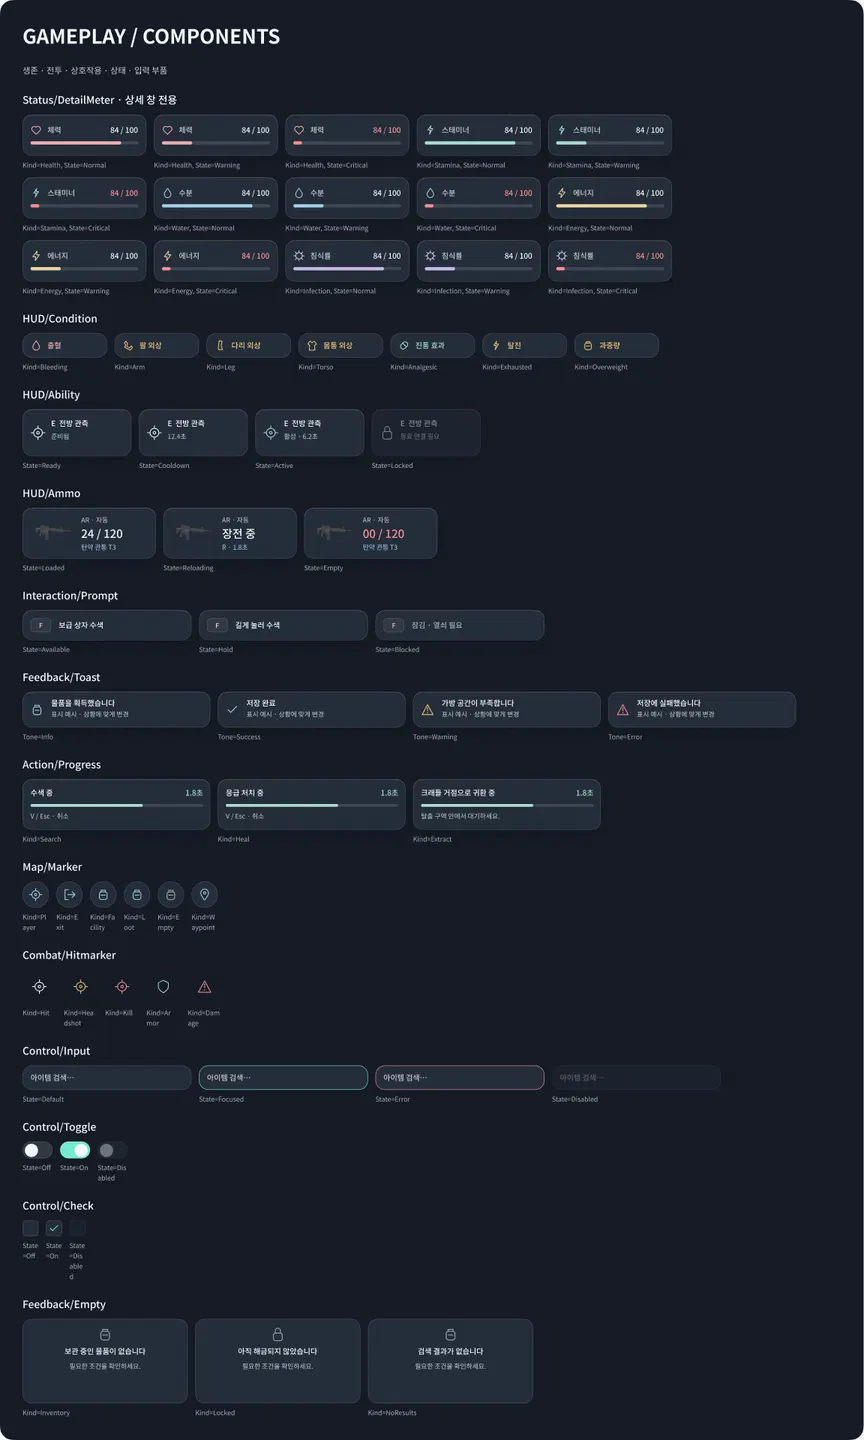 GAMEPLAY / COMPONENTS
생존 · 전투 · 상호작용 · 상태 · 입력 부품
Status/DetailMeter · 상세 창 전용
체력 84 / 100
체력 84 / 100
체력 84 / 100
스태미너 84 / 100
스태미너 84 / 100
Kind=Health, State=Normal
Kind=Health, State=Warning
Kind=Health, State=Critical
Kind=Stamina, State=Normal
Kind=Stamina, State=Warning
스태미너 84 / 100
수분 84 / 100
수분 84 / 100
수분 84 / 100
에너지 84 / 100
Kind=Stamina, State=Critical
Kind=Water, State=Normal
Kind=Water, State=Warning
Kind=Water, State=Critical
Kind=Energy, State=Normal
에너지 84 / 100
에너지 84 / 100
침식률 84 / 100
침식률 84 / 100
침식률 84 / 100
Kind=Energy, State=Warning
Kind=Energy, State=Critical
Kind=Infection, State=Normal
Kind=Infection, State=Warning
Kind=Infection, State=Critical
HUD/Condition
출혈
팔 외상
다리 외상
몸통 외상
진통 효과
탈진
과중량
Kind=Bleeding
Kind=Arm
Kind=Leg
Kind=Torso
Kind=Analgesic
Kind=Exhausted
Kind=Overweight
HUD/Ability
E 전방 관측
준비됨
E 전방 관측
12.4초
E 전방 관측
활성 · 6.2초
E 전방 관측
동료 연결 필요
State=Ready
State=Cooldown
State=Active
State=Locked
HUD/Ammo
AR · 자동
24 / 120
탄약 관통 T3
AR · 자동
장전 중
R · 1.8초
AR · 자동
00 / 120
탄약 관통 T3
State=Loaded
State=Reloading
State=Empty
Interaction/Prompt
F 보급 상자 수색
F 길게 눌러 수색
F 잠김 · 열쇠 필요
State=Available
State=Hold
State=Blocked
Feedback/Toast
물품을 획득했습니다
표시 예시 · 상황에 맞게 변경
저장 완료
표시 예시 · 상황에 맞게 변경
가방 공간이 부족합니다
표시 예시 · 상황에 맞게 변경
저장에 실패했습니다
표시 예시 · 상황에 맞게 변경
Tone=Info
Tone=Success
Tone=Warning
Tone=Error
Action/Progress
수색 중 1.8초
V / Esc · 취소
응급 처치 중 1.8초
V / Esc · 취소
크래들 거점으로 귀환 중 1.8초
탈출 구역 안에서 대기하세요.
Kind=Search
Kind=Heal
Kind=Extract
Map/Marker
Kind=Pl
ayer
Kind=E
xit
Kind=Fa
cility
Kind=L
oot
Kind=E
mpty
Kind=W
aypoint
Combat/Hitmarker
Kind=Hit
Kind=Hea
dshot
Kind=Kill
Kind=Ar
mor
Kind=Dam
age
Control/Input
아이템 검색…
아이템 검색…
아이템 검색…
아이템 검색…
State=Default
State=Focused
State=Error
State=Disabled
Control/Toggle
State=Off
State=On
State=Dis
abled
Control/Check
State
=Off
State
=On
State
=Dis
able
d
Feedback/Empty
보관 중인 물품이 없습니다
필요한 조건을 확인하세요.
아직 해금되지 않았습니다
필요한 조건을 확인하세요.
검색 결과가 없습니다
필요한 조건을 확인하세요.
Kind=Inventory
Kind=Locked
Kind=NoResults